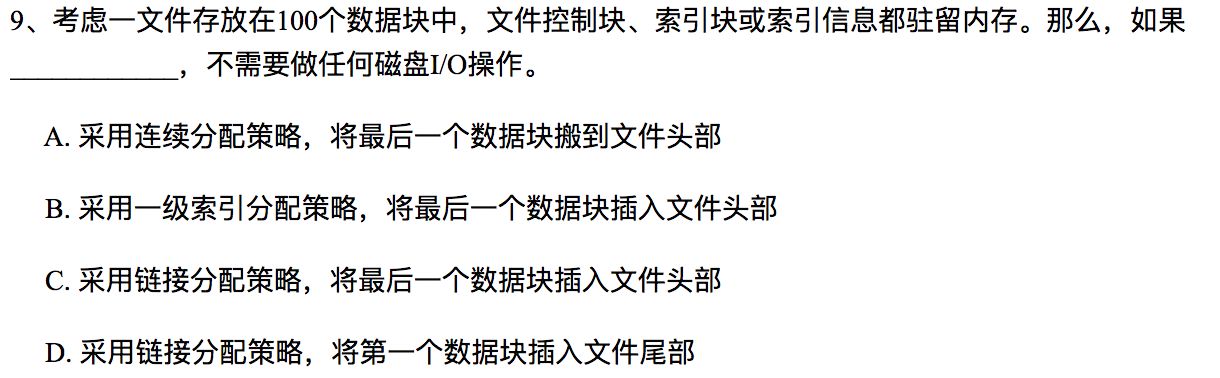 9、考虑一文件存放在100个数据块中，文件控制块、索引块或索引信息都驻留内存。那么，如果
____________，不需要做任何磁盘I/O操作。
A. 采用连续分配策略，将最后一个数据块搬到文件头部
B. 采用一级索引分配策略，将最后一个数据块插入文件头部
C. 采用链接分配策略，将最后一个数据块插入文件头部
D. 采用链接分配策略，将第一个数据块插入文件尾部